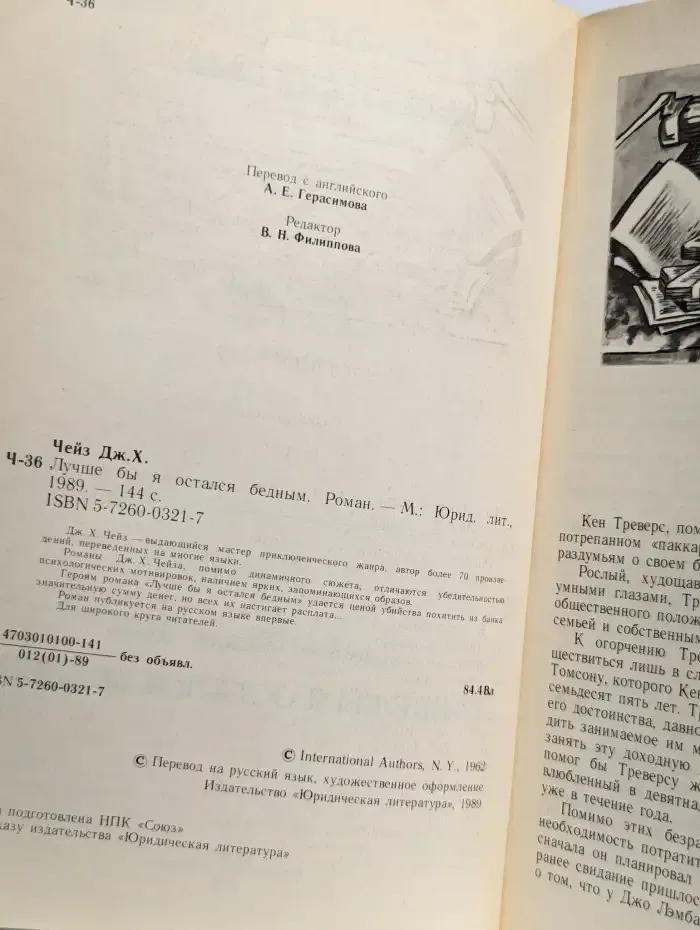 Ч-36
Перевод с английского
А. Е. Герасимова
Редактор
В. Н. Филиппова
Чейз Дж.Х.
Ч-36 Лучше бы я остался бедным. Роман. — М.: Юрид. лит.,
1989. — 144 с.
ISBN 5-7260-0321-7
Дж. Х. Чейз — выдающийся мастер приключенческого жанра, автор более 70 произве-
дений, переведенных на многие языки.
Романы Дж. Х. Чейза, помимо динамичного сюжета, отличаются убедительностью
психологических мотивировок, наличием ярких, запоминающихся образов.
Героям романа «Лучше бы я остался бедным» удается ценой убийства похитить из банка
значительную сумму денег, но всех их настигает расплата...
Роман публикуется на русском языке впервые.
Для широкого круга читателей.
4703010100-141
012(01)-89
без объявл.
84.4Вл
SN 5-7260-0321-7
© International Authors, N. Y., 1962
© Перевод на русский язык, художественное оформление
Издательство «Юридическая литература», 1989
подготовлена НПК «Союз»
казу издательства «Юридическая литература»
Кен Треверс, пом
потрепанном «паккар
раздумьям о своем б
Рослый, худощав
умными глазами, Тр
общественного полож
семьей и собственным
К огорчению Тре
ществиться лишь в сл
Томсону, которого Кен
семьдесят пять лет. Тр
его достоинства, давно
дить занимаемое им м
занять эту доходную
помог бы Треверсу ж
влюбленный в девятнад
уже в течение года.
Помимо этих безра
необходимость потратит
сначала он планировал
ранее свидание пришлос
о том, что у Джо Лэмба